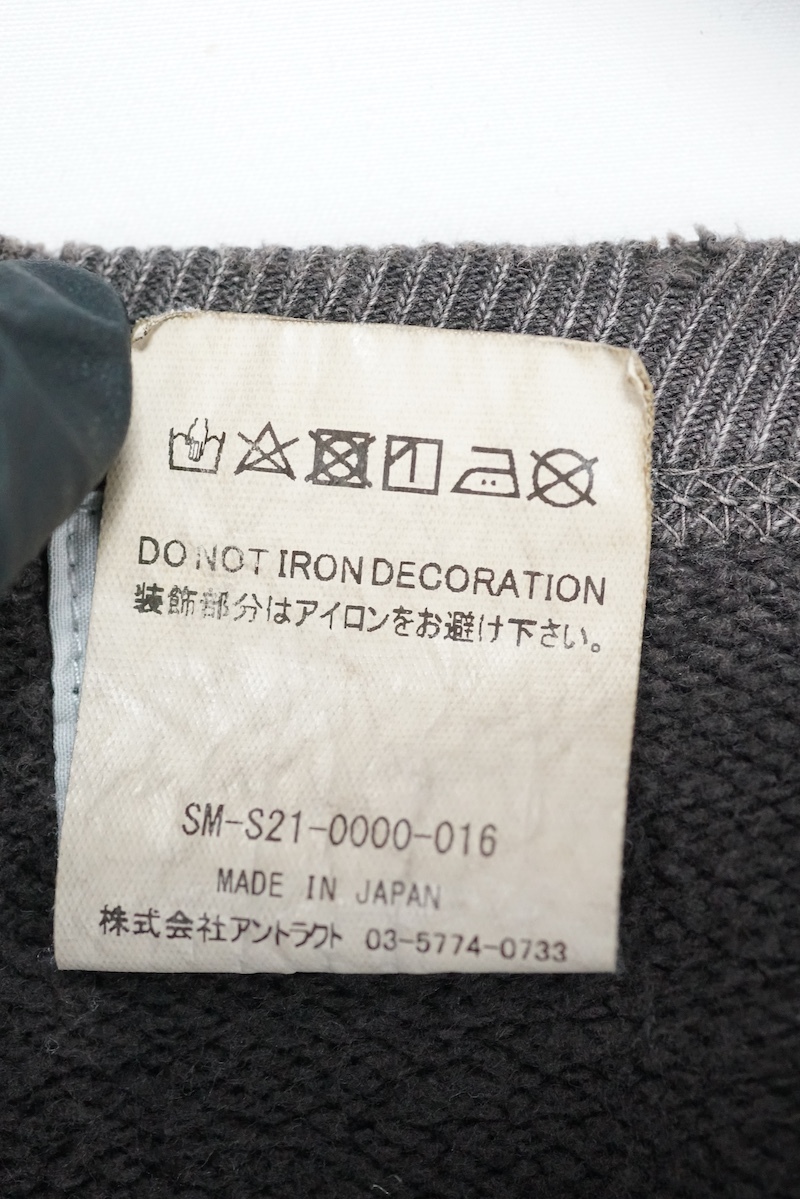 DO NOT IRON DECORATION
装飾部分はアイロンをお避け下さい。
SM-S21-0000-016
MADE IN JAPAN
株式会社アントラクト 03-5774-0733